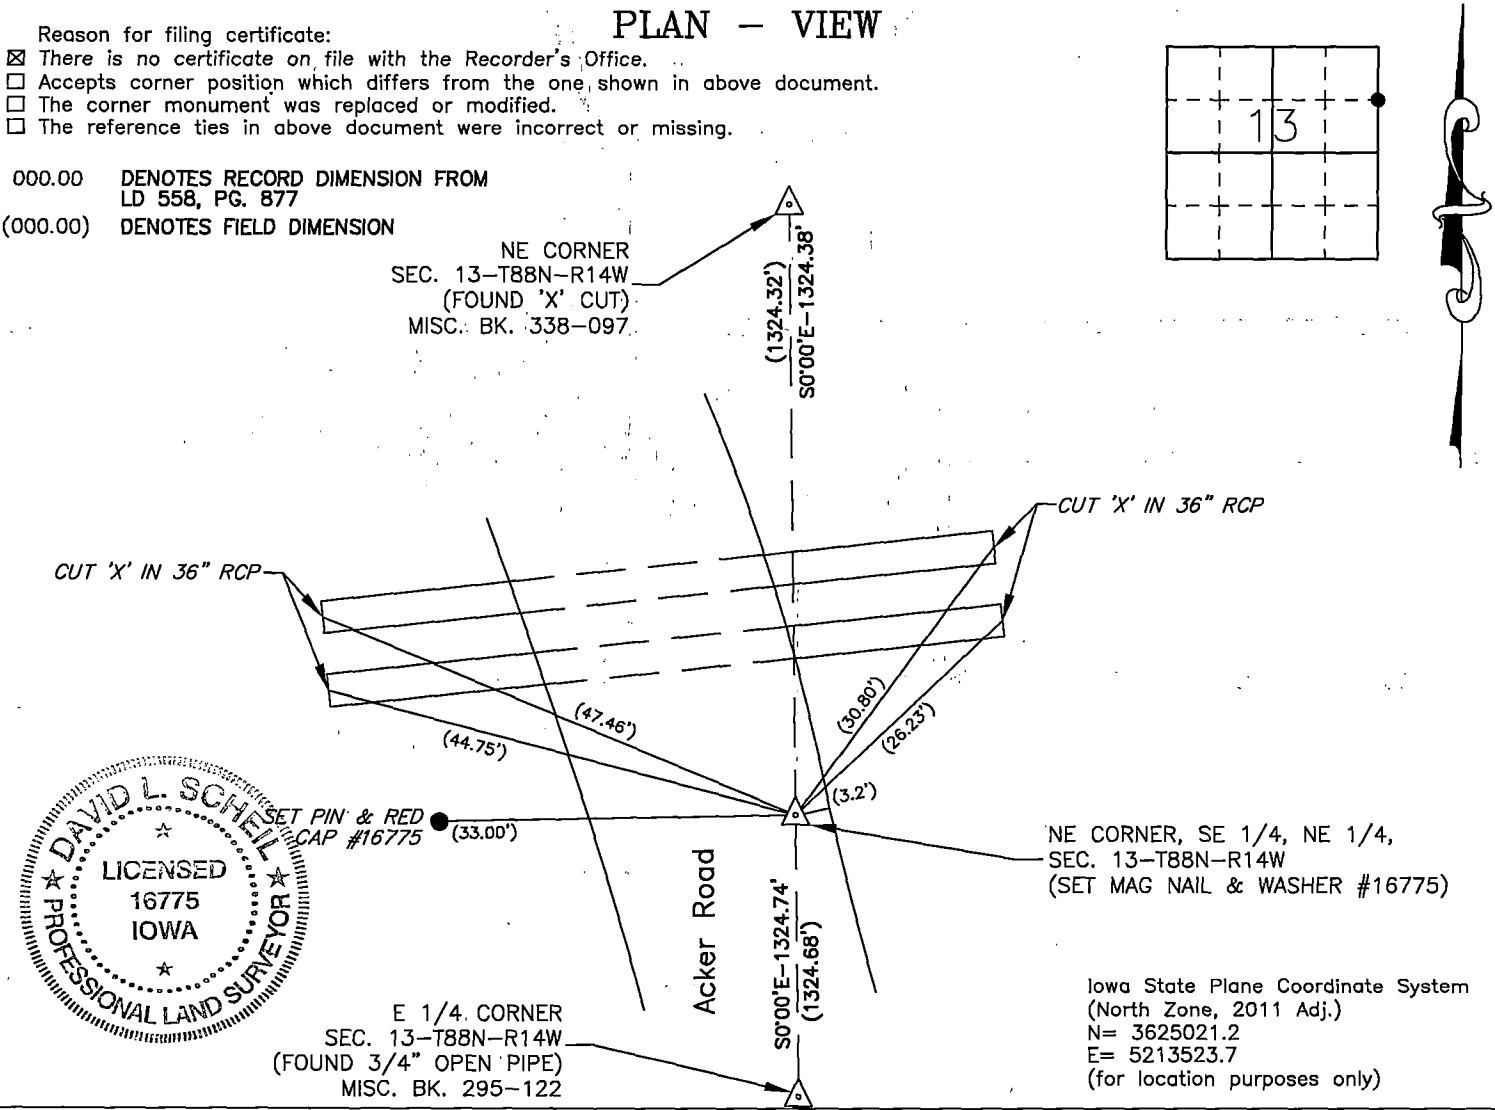 PLAN – VIEW
Reason for filing certificate:
☒ There is no certificate on file with the Recorder's Office.
☐ Accepts corner position which differs from the one shown in above document.
☐ The corner monument was replaced or modified.
☐ The reference ties in above document were incorrect or missing.
13
000.00 DENOTES RECORD DIMENSION FROM
LD 558, PG. 877
(000.00) DENOTES FIELD DIMENSION
NE CORNER
SEC. 13–T88N–R14W
(FOUND 'X' CUT)
MISC. BK. 338–097
(1324.32')
S0°00'E–1324.38'
CUT 'X' IN 36" RCP
CUT 'X' IN 36" RCP
(47.46')
(44.75')
(30.80')
(26.23')
(3.2')
SET PIN & RED
CAP #16775
(33.00')
DAVID L. SCHEIL
LICENSED
16775
IOWA
PROFESSIONAL LAND SURVEYOR
NE CORNER, SE 1/4, NE 1/4,
SEC. 13–T88N–R14W
(SET MAG NAIL & WASHER #16775)
Acker Road
S0°00'E–1324.74'
(1324.68')
E 1/4 CORNER
SEC. 13–T88N–R14W
(FOUND 3/4" OPEN PIPE)
MISC. BK. 295–122
Iowa State Plane Coordinate System
(North Zone, 2011 Adj.)
N= 3625021.2
E= 5213523.7
(for location purposes only)